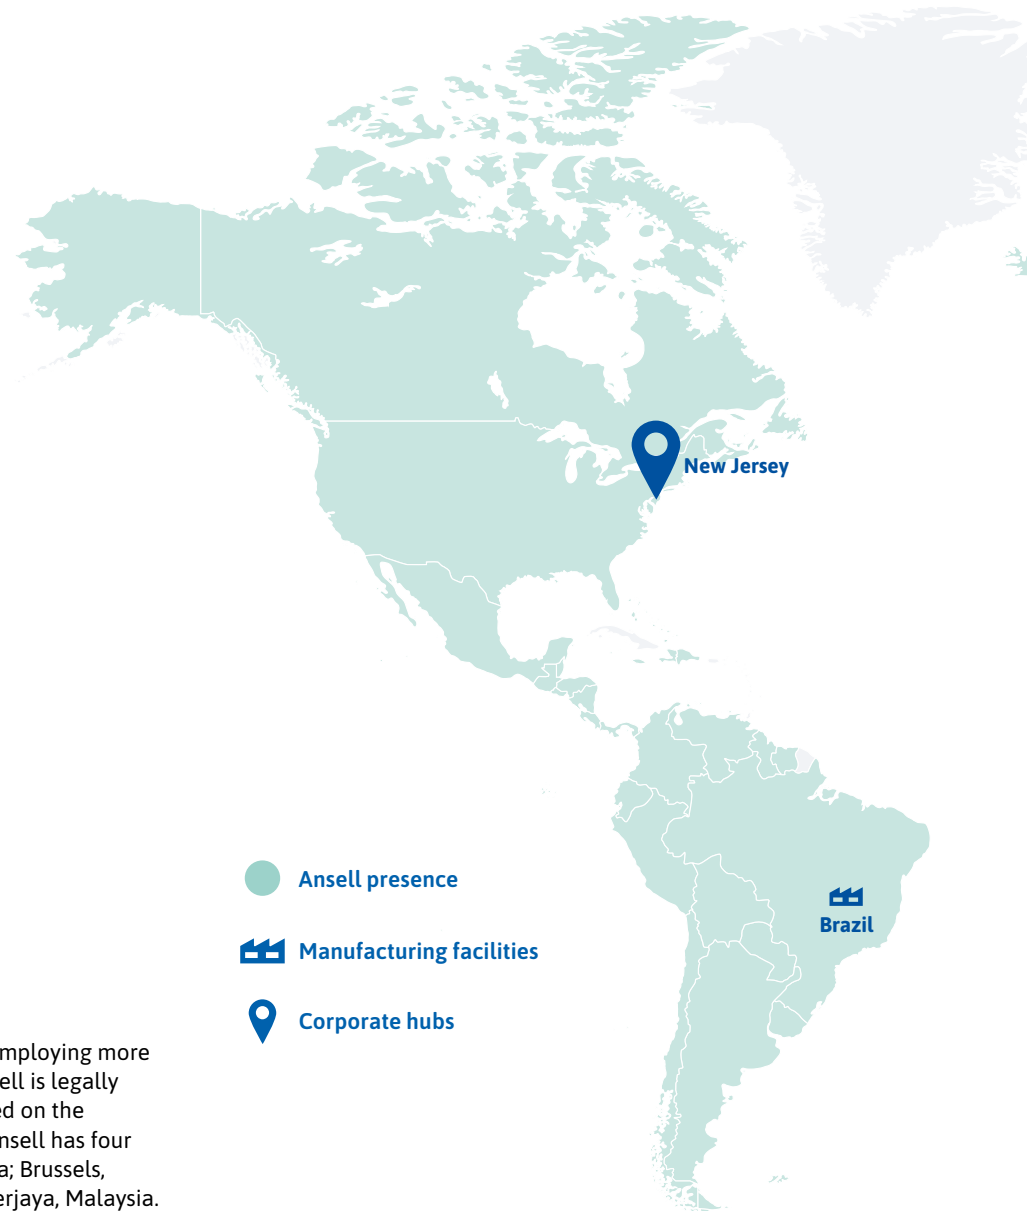 New Jersey
Ansell presence
Brazil
Manufacturing facilities
Corporate hubs
mploying more
ell is legally
ed on the
nsell has four
a; Brussels,
erjaya, Malaysia.